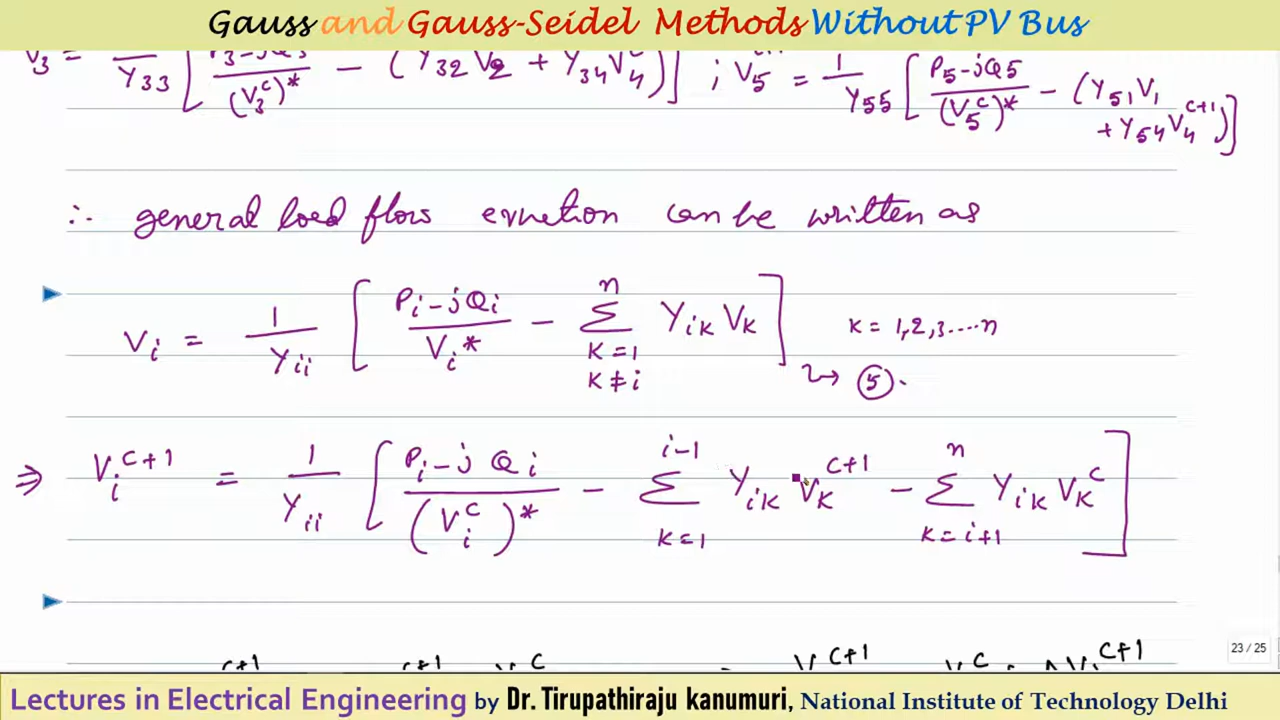 Gauss and Gauss-Seidel Methods Without PV Bus
V3 = 1/Y33 [ P3-jQ3/(V3^c)* - (Y32 V2 + Y34 V4^c) ] ; V5^c+1 = 1/Y55 [ P5-jQ5/(V5^c)* - (Y51 V1
+ Y54 V4^c+1) ]
∴ general load flow equation can be written as
Vi = 1/Yii [ Pi-jQi/Vi* - Σ_{k=1, k≠i}^{n} Yik Vk ] k = 1,2,3....n
↝ (5).
⇒ Vi^c+1 = 1/Yii [ Pi-jQi/(Vi^c)* - Σ_{k=1}^{i-1} Yik Vk^c+1 - Σ_{k=i+1}^{n} Yik Vk^c ]
23 / 25
Lectures in Electrical Engineering by Dr. Tirupathiraju kanumuri, National Institute of Technology Delhi